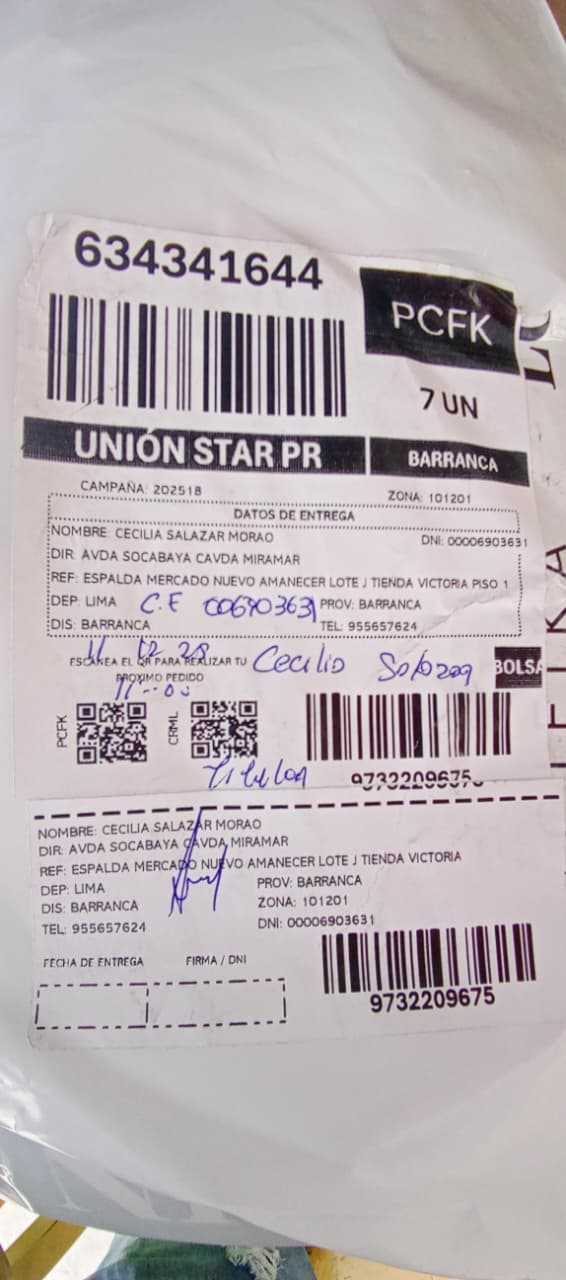 634341644
PCFK
7 UN
UNIÓN STAR PR
BARRANCA
CAMPAÑA: 202518
ZONA: 101201
DATOS DE ENTREGA
NOMBRE: CECILIA SALAZAR MORAO
DNI: 00006903631
DIR: AVDA SOCABAYA CAVDA MIRAMAR
REF: ESPALDA MERCADO NUEVO AMANECER LOTE J TIENDA VICTORIA PISO 1
DEP: LIMA C.E 006903631 PROV: BARRANCA
DIS: BARRANCA TEL: 955657624
ESCANEA EL QR PARA REALIZAR TU
PRÓXIMO PEDIDO
Cecilia Salazar
BOLSA
PCFK
CRML
Titular
9732209675
NOMBRE: CECILIA SALAZAR MORAO
DIR: AVDA SOCABAYA CAVDA MIRAMAR
REF: ESPALDA MERCADO NUEVO AMANECER LOTE J TIENDA VICTORIA
DEP: LIMA PROV: BARRANCA
DIS: BARRANCA ZONA: 101201
TEL: 955657624 DNI: 00006903631
FECHA DE ENTREGA FIRMA / DNI
9732209675